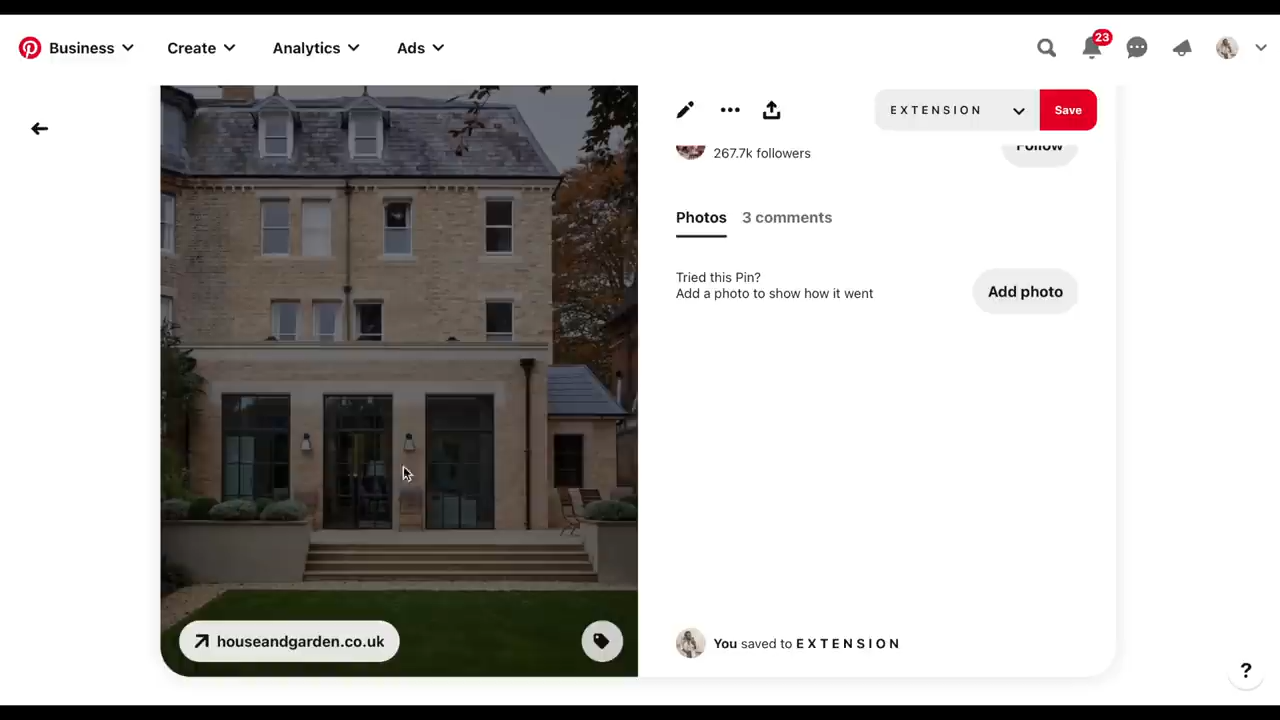 Business
Create
Analytics
Ads
23
EXTENSION
Save
267.7k followers
Follow
Photos
3 comments
Tried this Pin?
Add a photo to show how it went
Add photo
houseandgarden.co.uk
You saved to EXTENSION
?